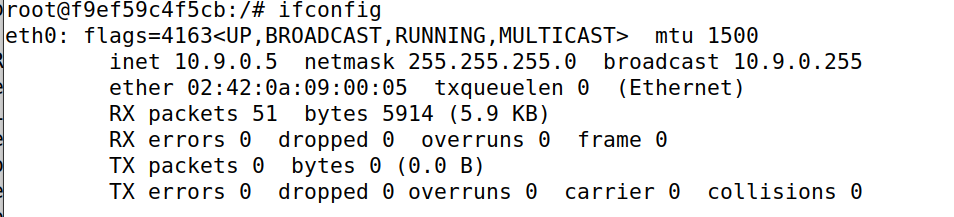 root@f9ef59c4f5cb:/# ifconfig
eth0: flags=4163<UP,BROADCAST,RUNNING,MULTICAST>  mtu 1500
        inet 10.9.0.5  netmask 255.255.255.0  broadcast 10.9.0.255
        ether 02:42:0a:09:00:05  txqueuelen 0  (Ethernet)
        RX packets 51  bytes 5914 (5.9 KB)
        RX errors 0  dropped 0  overruns 0  frame 0
        TX packets 0  bytes 0 (0.0 B)
        TX errors 0  dropped 0 overruns 0  carrier 0  collisions 0